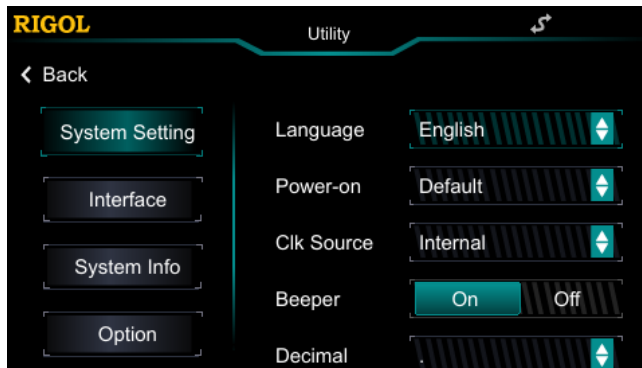 RIGOL
Utility
Back
System Setting
Interface
System Info
Option
Language English
Power-on Default
Clk Source Internal
Beeper On Off
Decimal .